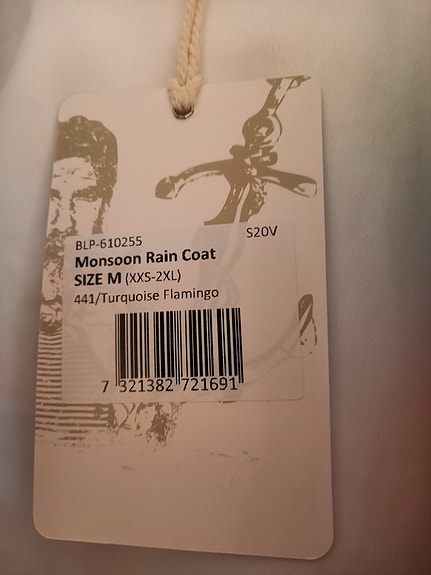 BLP-610255 S20V
Monsoon Rain Coat
SIZE M (XXS-2XL)
441/Turquoise Flamingo
7 321382 721691